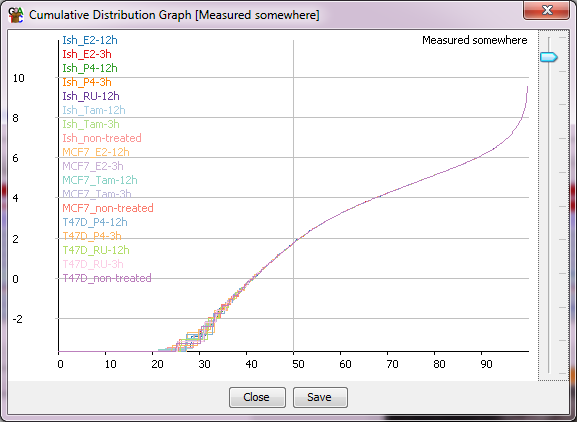 Cumulative Distribution Graph [Measured somewhere]
Measured somewhere
Ish_E2-12h
Ish_E2-3h
Ish_P4-12h
Ish_P4-3h
Ish_RU-12h
Ish_Tam-12h
Ish_Tam-3h
Ish_non-treated
MCF7_E2-12h
MCF7_E2-3h
MCF7_Tam-12h
MCF7_Tam-3h
MCF7_non-treated
T47D_P4-12h
T47D_P4-3h
T47D_RU-12h
T47D_RU-3h
T47D_non-treated
10
8
6
4
2
0
-2
0 10 20 30 40 50 60 70 80 90
Close Save